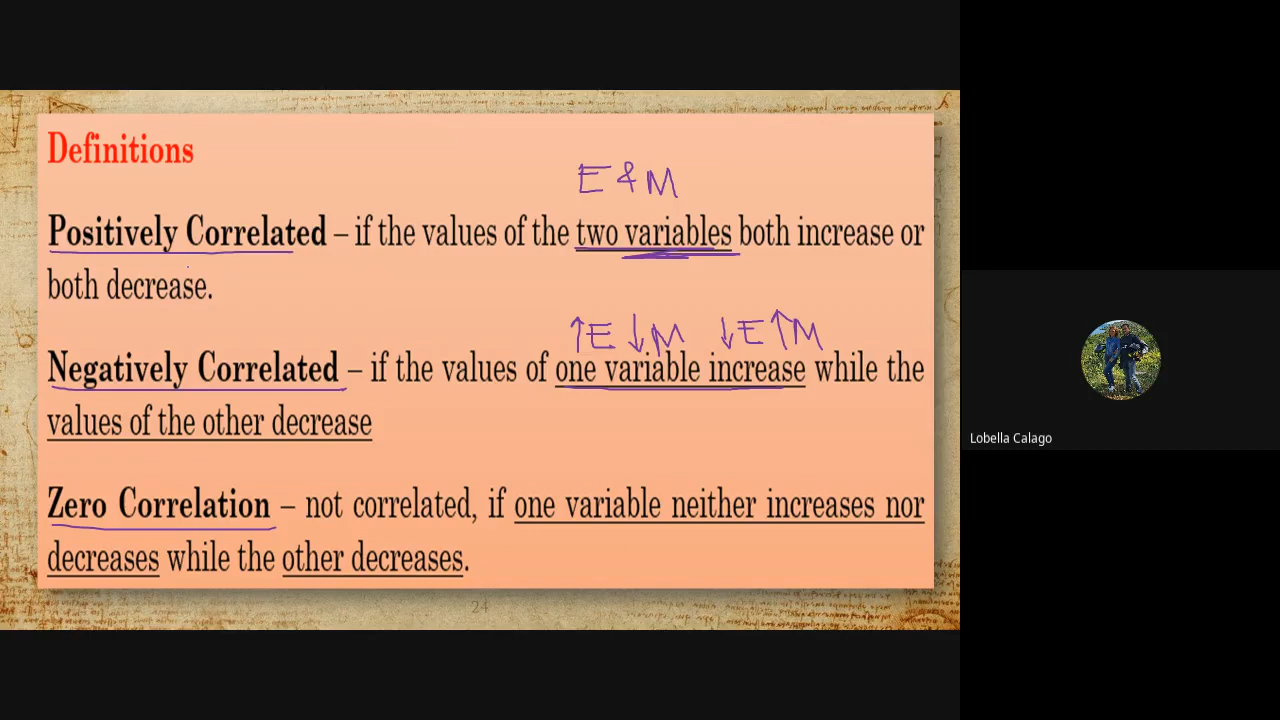 Definitions
E & M
Positively Correlated – if the values of the two variables both increase or
both decrease.
↑E ↓M ↓E ↑M
Negatively Correlated – if the values of one variable increase while the
values of the other decrease
Zero Correlation – not correlated, if one variable neither increases nor
decreases while the other decreases.
24
Lobella Calago